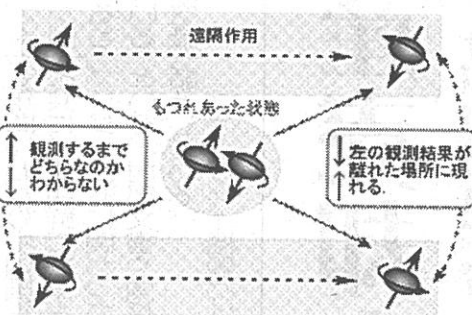 遠隔作用
もつれあった状態
観測するまで
どちらなのか
わからない
左の観測結果が
離れた場所に現
れる.